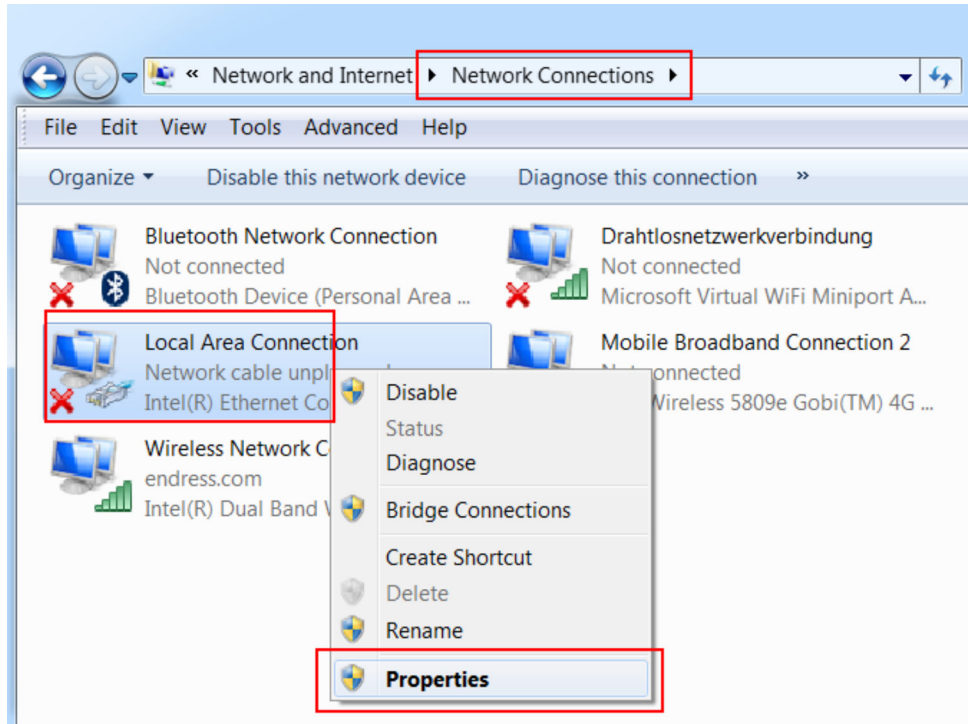 « Network and Internet ▸ Network Connections ▸
File Edit View Tools Advanced Help
Organize Disable this network device Diagnose this connection »
Bluetooth Network Connection
Not connected
Bluetooth Device (Personal Area ...
Drahtlosnetzwerkverbindung
Not connected
Microsoft Virtual WiFi Miniport A...
Local Area Connection
Network cable
Intel(R) Ethernet
Mobile Broadband Connection 2
connected
Wireless 5809e Gobi(TM) 4G ...
Wireless Network
endress.com
Intel(R) Dual Band
Disable
Status
Diagnose
Bridge Connections
Create Shortcut
Delete
Rename
Properties